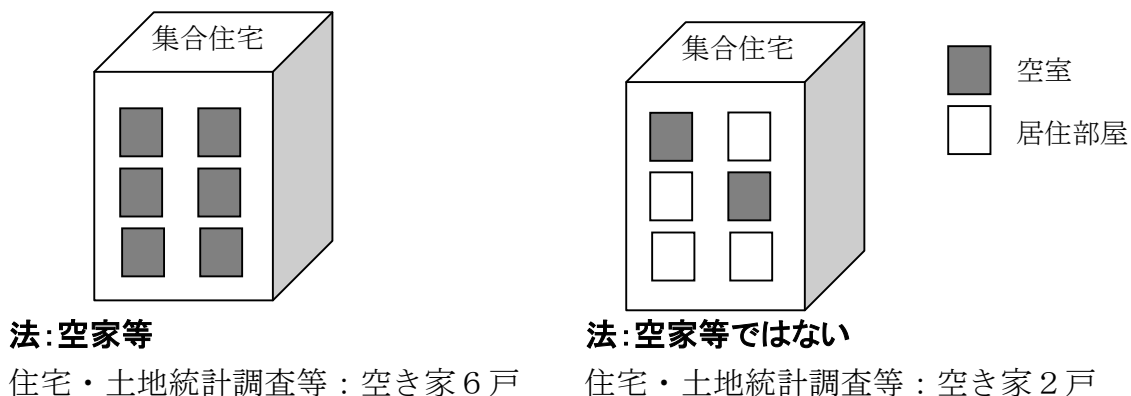 集合住宅
集合住宅
空室
居住部屋
法:空家等
住宅・土地統計調査等:空き家6戸
法:空家等ではない
住宅・土地統計調査等:空き家2戸